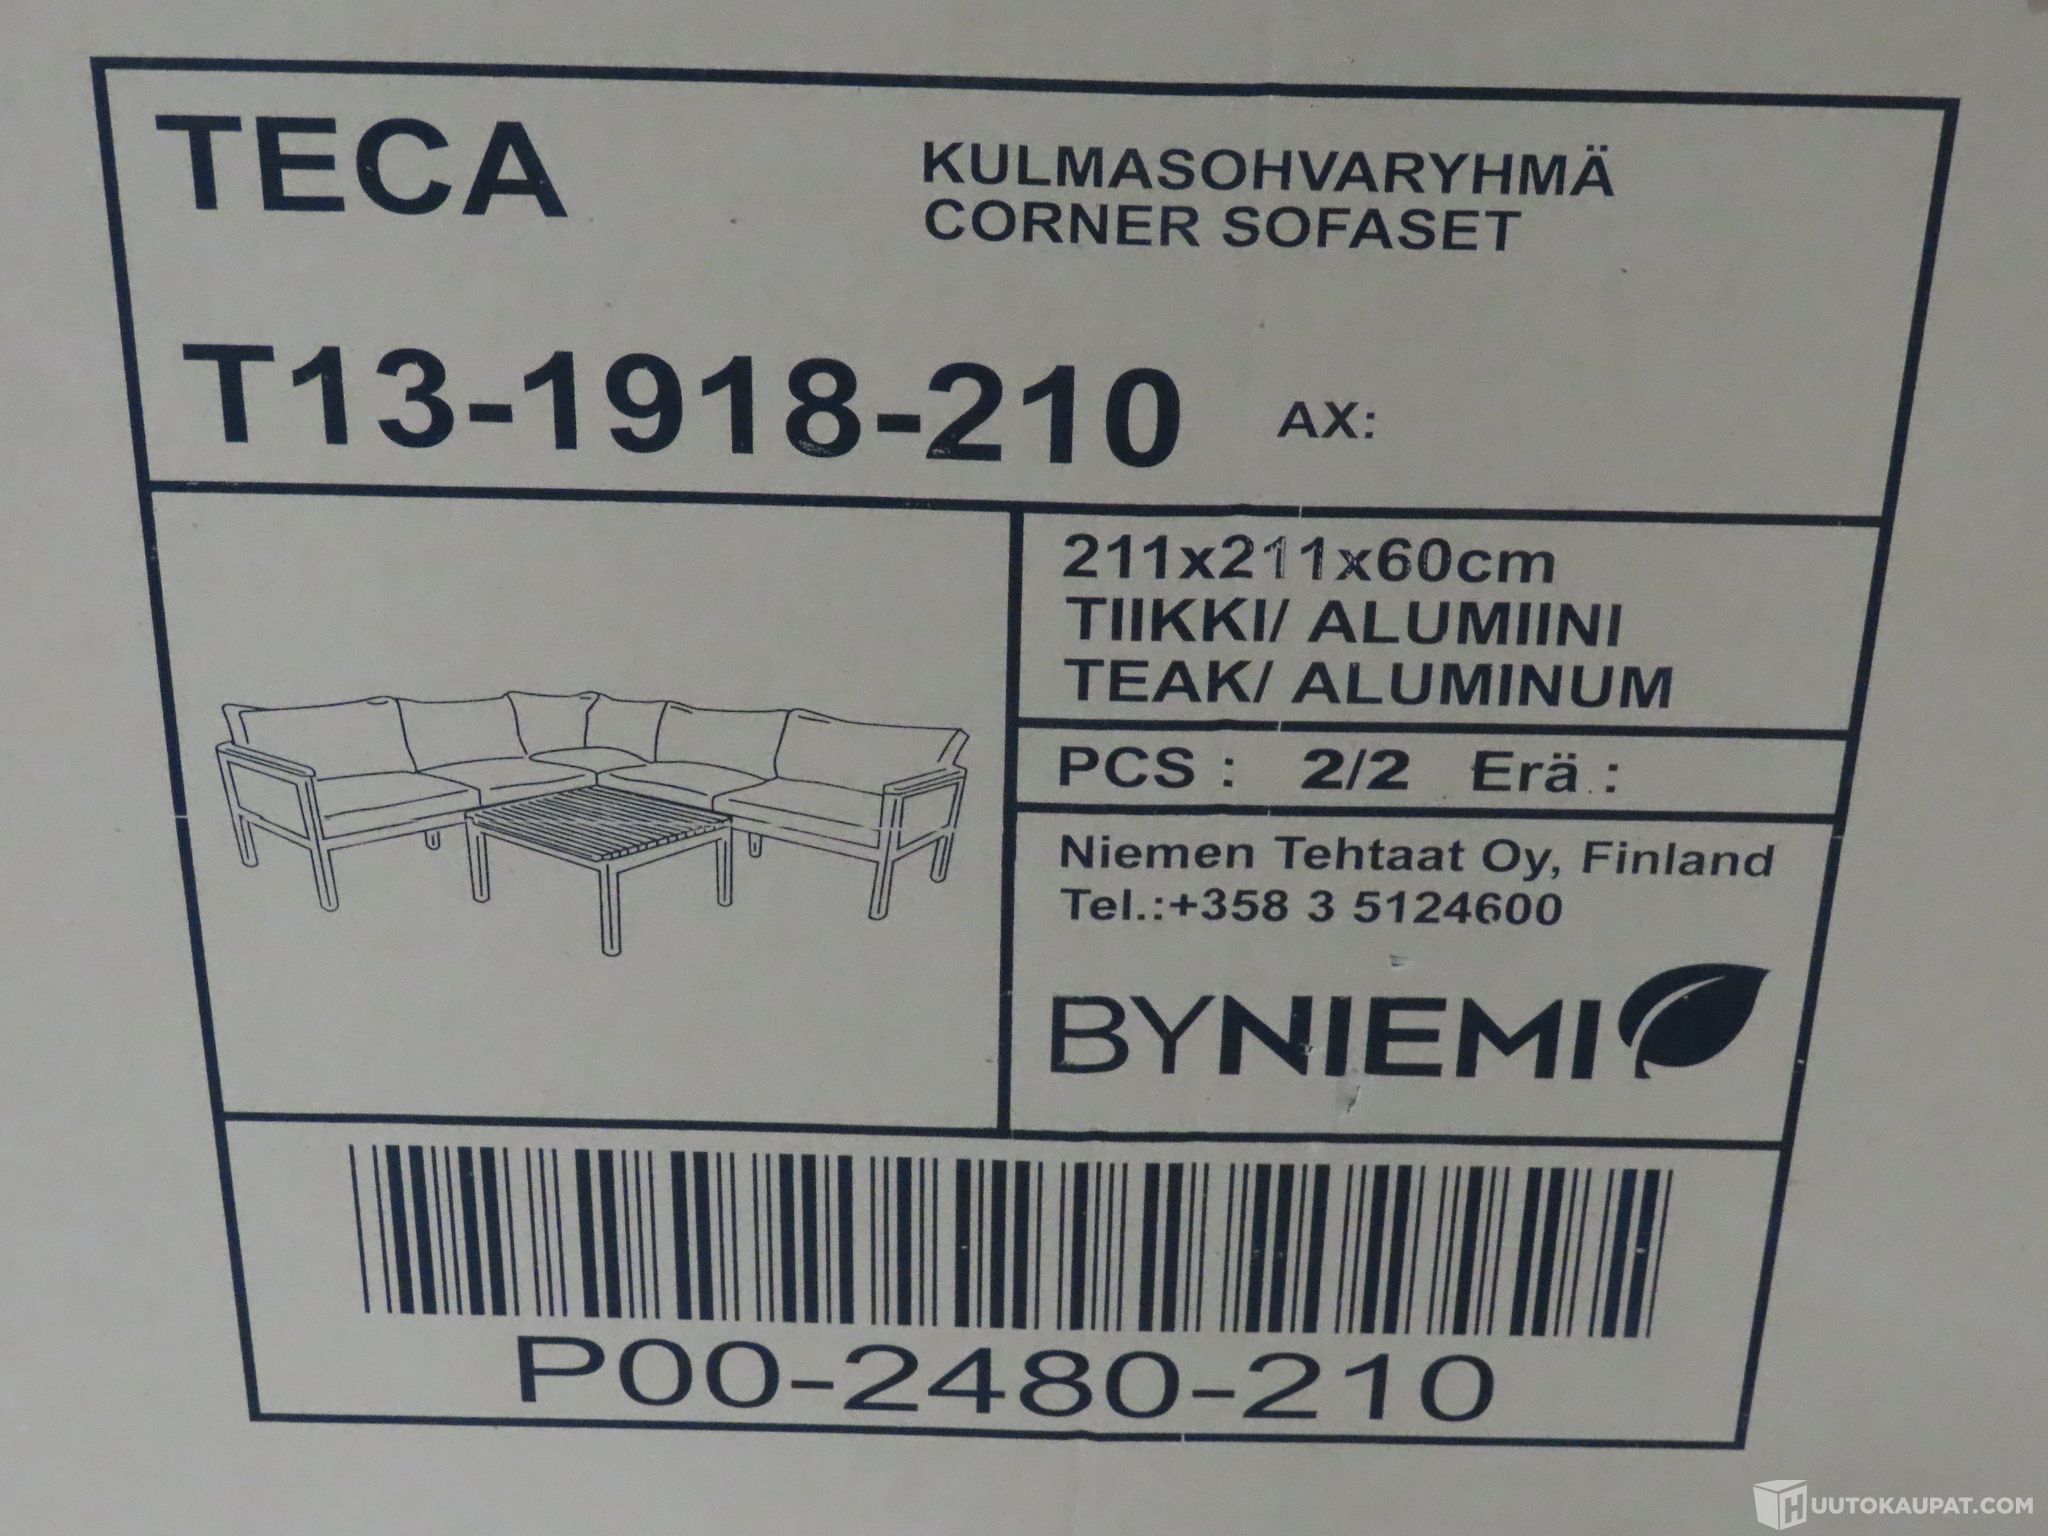 TECA
KULMASOHVARYHMÄ
CORNER SOFASET
T13-1918-210 AX:
211x211x60cm
TIIKKI/ ALUMIINI
TEAK/ ALUMINUM
PCS : 2/2 Erä :
Niemen Tehtaat Oy, Finland
Tel.:+358 3 5124600
BYNIEMI
P00-2480-210
HUUTOKAUPAT.COM